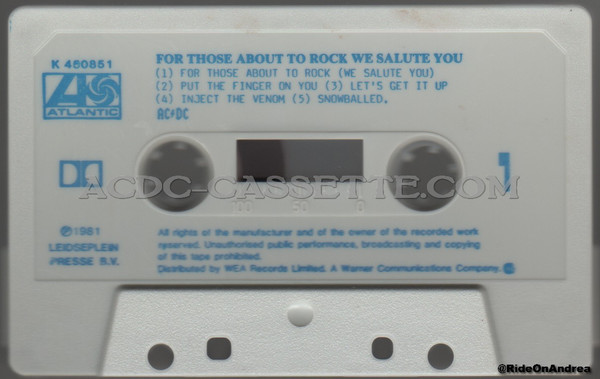 K 450851
FOR THOSE ABOUT TO ROCK WE SALUTE YOU
(1) FOR THOSE ABOUT TO ROCK (WE SALUTE YOU)
(2) PUT THE FINGER ON YOU (3) LET'S GET IT UP
(4) INJECT THE VENOM (5) SNOWBALLED.
AC⚡DC
ATLANTIC
ACDC-CASSETTE.COM
1
100 50 0
℗1981
LEIDSEPLEIN
PRESSE B.V.
All rights of the manufacturer and of the owner of the recorded work
reserved. Unauthorised public performance, broadcasting and copying
of this tape prohibited.
Distributed by WEA Records Limited. A Warner Communications Company.
@RideOnAndrea